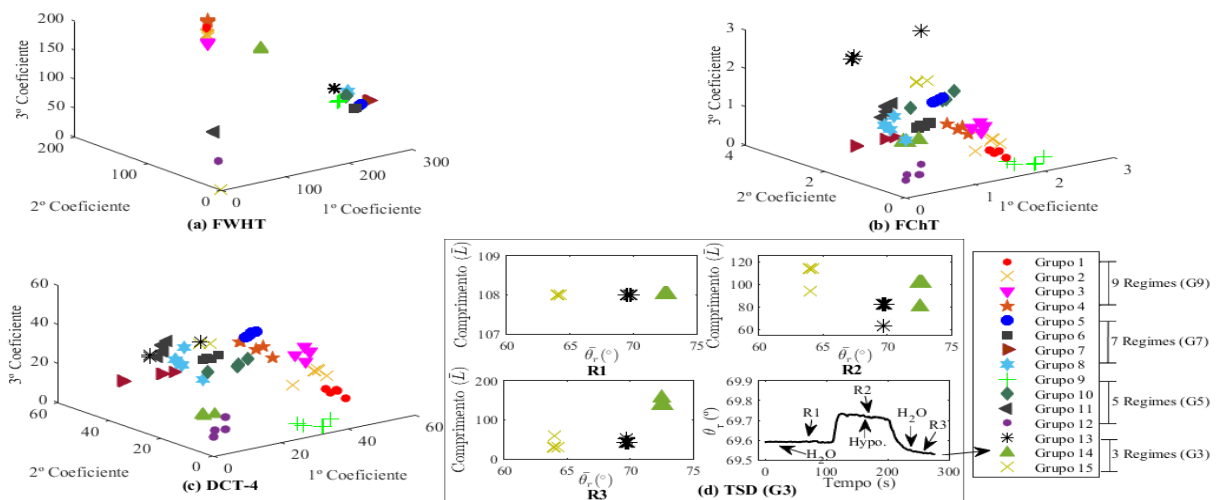 200
150
100
50
0
3º Coeficiente
200
100
0
2º Coeficiente
0
100
200
300
1º Coeficiente
(a) FWHT
3
2
1
0
3º Coeficiente
4
2
0
2º Coeficiente
0
1
2
3
1º Coeficiente
(b) FChT
60
40
20
0
3º Coeficiente
60
40
20
0
2º Coeficiente
0
20
40
60
1º Coeficiente
(c) DCT-4
109
108
107
Comprimento (L̄)
60 65 70 75
θ̄r(°)
R1
120
100
80
60
Comprimento (L̄)
60 65 70 75
θ̄r(°)
R2
200
100
0
Comprimento (L̄)
60 65 70 75
θ̄r(°)
R3
69.9
69.8
69.7
69.6
69.5
θr(°)
R1
R2
H2O
R3
Hypo.
H2O
0 100 200 300
Tempo (s)
(d) TSD (G3)
Grupo 1
Grupo 2
Grupo 3
Grupo 4
Grupo 5
Grupo 6
Grupo 7
Grupo 8
Grupo 9
Grupo 10
Grupo 11
Grupo 12
Grupo 13
Grupo 14
Grupo 15
9 Regimes (G9)
7 Regimes (G7)
5 Regimes (G5)
3 Regimes (G3)